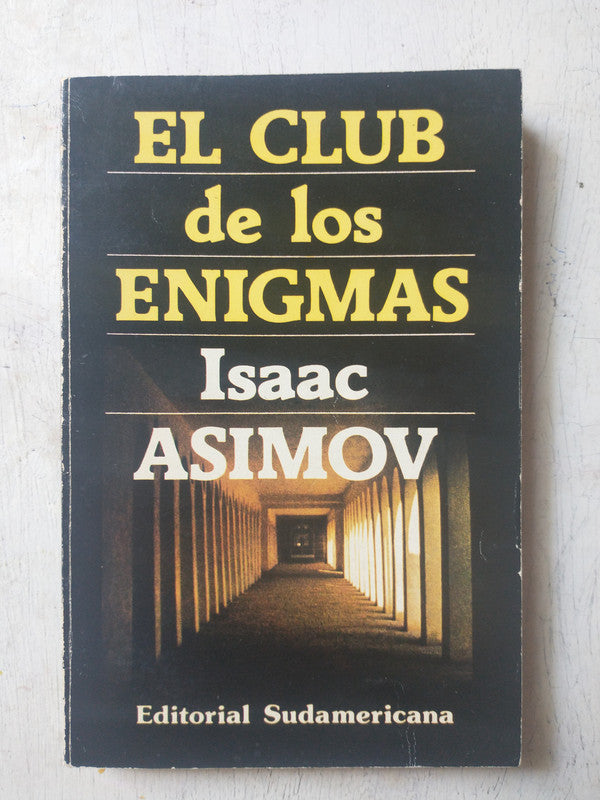 EL CLUB
de los
ENIGMAS
Isaac
ASIMOV
Editorial Sudamericana